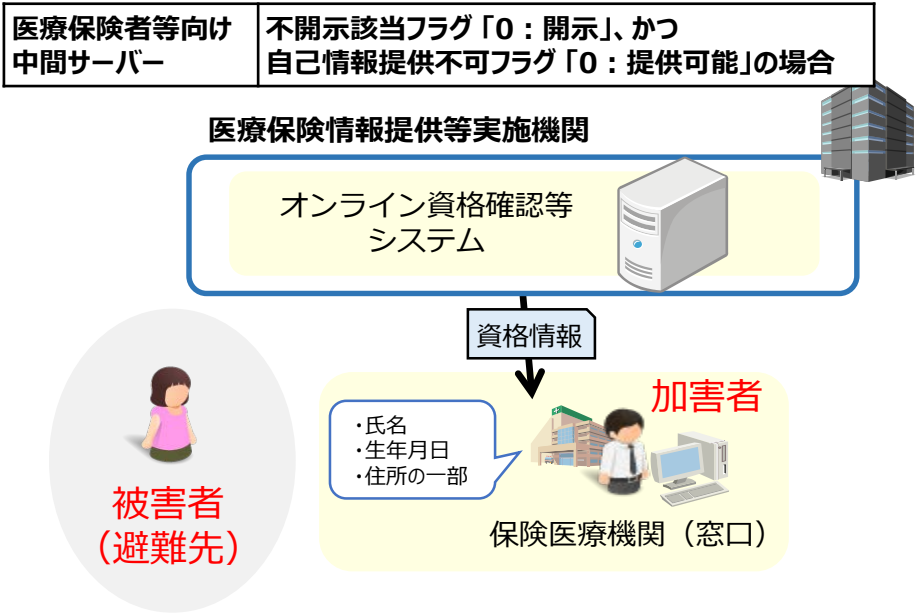 医療保険者等向け
中間サーバー
不開示該当フラグ「０：開示」、かつ
自己情報提供不可フラグ「０：提供可能」の場合
医療保険情報提供等実施機関
オンライン資格確認等
システム
資格情報
加害者
・氏名
・生年月日
・住所の一部
被害者
（避難先）
保険医療機関（窓口）